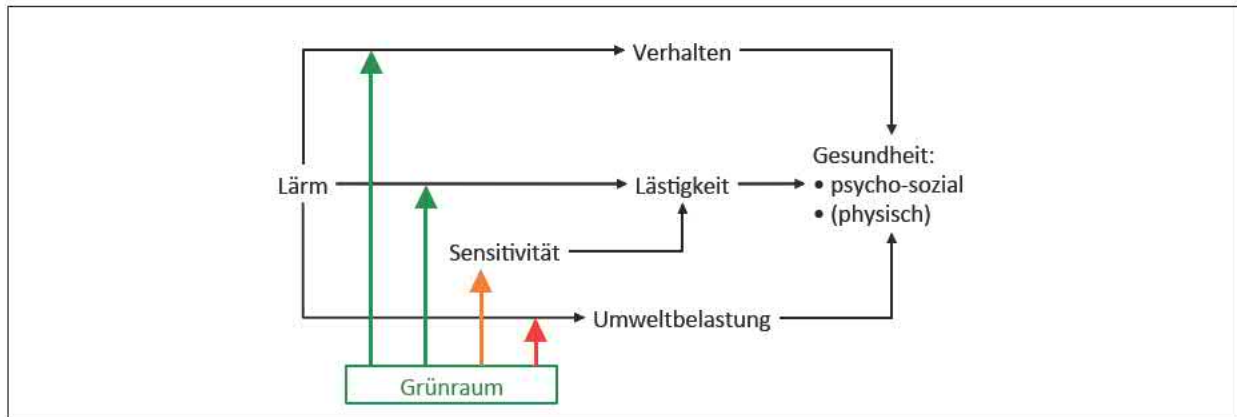 Verhalten
Gesundheit:
Lärm
Lästigkeit
• psycho-sozial
• (physisch)
Sensitivität
Umweltbelastung
Grünraum